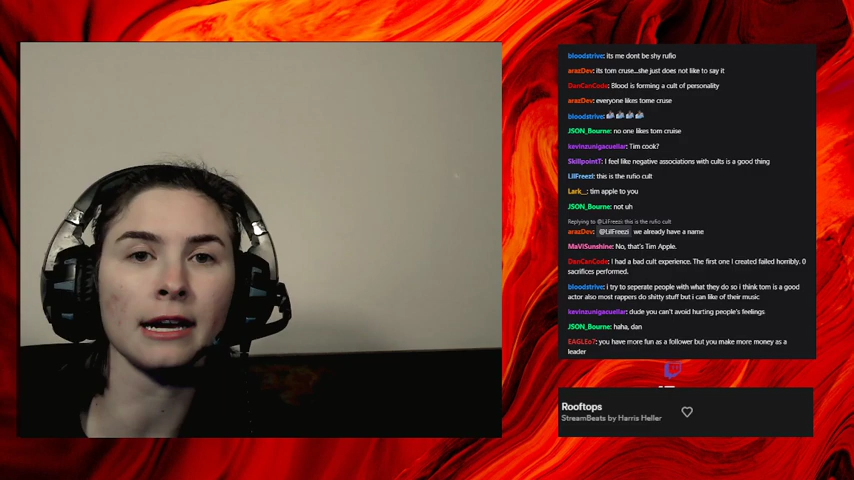 bloodstrive: its me dont be shy rufio
arazDev: its tom cruse...she just does not like to say it
DanCanCode: Blood is forming a cult of personality
arazDev: everyone likes tome cruse
bloodstrive:
JSON_Bourne: no one likes tom cruise
kevinzunigacuellar: Tim cook?
SkillpointT: I feel like negative associations with cults is a good thing
LilFreezi: this is the rufio cult
Lark_: tim apple to you
JSON_Bourne: not uh
Replying to @LilFreezi: this is the rufio cult
arazDev: @LilFreezi we already have a name
MaVISunshine: No, that's Tim Apple.
DanCanCode: I had a bad cult experience. The first one I created failed horribly. 0
sacrifices performed.
bloodstrive: i try to seperate people with what they do so i think tom is a good
actor also most rappers do shitty stuff but i can like of their music
kevinzunigacuellar: dude you can't avoid hurting people's feelings
JSON_Bourne: haha, dan
EAGLEo7: you have more fun as a follower but you make more money as a
leader
Rooftops
StreamBeats by Harris Heller